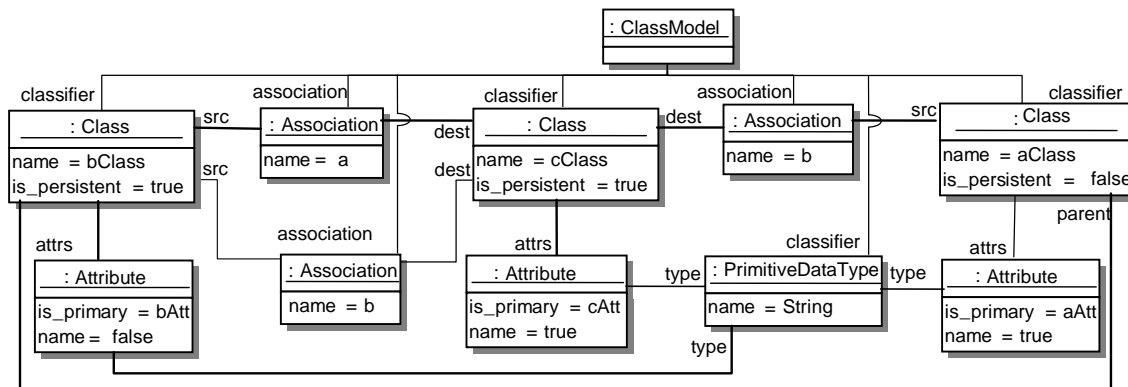 : ClassModel
classifier
association
classifier
association
classifier
: Class
name = bClass
is_persistent = true
src
: Association
name = a
dest
: Class
name = cClass
is_persistent = true
dest
: Association
name = b
src
: Class
name = aClass
is_persistent = false
src
dest
parent
attrs
association
attrs
classifier
attrs
: Attribute
is_primary = bAtt
name = false
: Association
name = b
: Attribute
is_primary = cAtt
name = true
type
: PrimitiveDataType
name = String
type
: Attribute
is_primary = aAtt
name = true
type